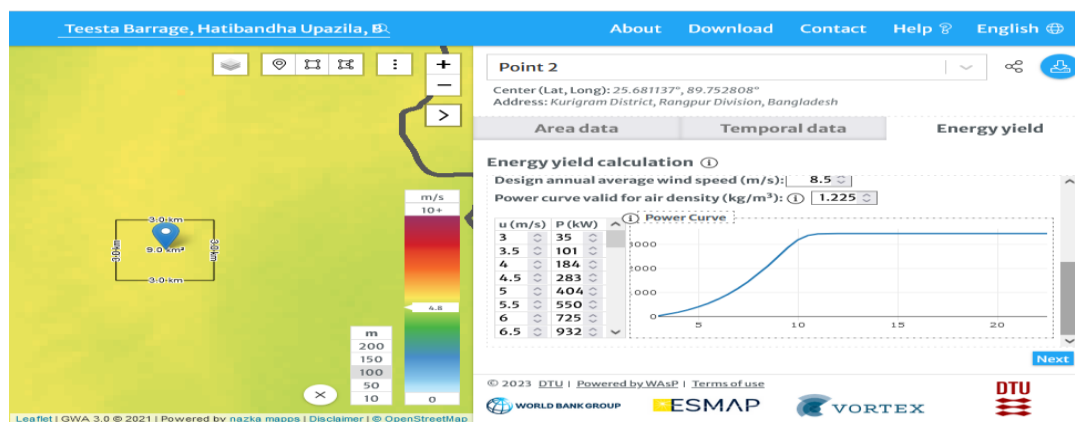 Teesta Barrage, Hatibandha Upazila, B
About Download Contact Help English
Point 2
Center (Lat, Long): 25.681137°, 89.752808°
Address: Kurigram District, Rangpur Division, Bangladesh
Area data Temporal data Energy yield
Energy yield calculation
Design annual average wind speed (m/s): 8.5
Power curve valid for air density (kg/m³): 1.225
Power Curve
u (m/s) P (kW)
3 35
3.5 101
4 184
4.5 283
5 404
5.5 550
6 725
6.5 932
0
5 10 15 20
Next
© 2023 DTU | Powered by WAsP | Terms of use
WORLD BANK GROUP ESMAP VORTEX DTU
+
−
>
3.0 km
3.0 km
9.0 km²
3.0 km
3.0 km
m/s
10+
4.8
0
m
200
150
100
50
10
Leaflet | GWA 3.0 © 2021 | Powered by nazka mapps | Disclaimer | © OpenStreetMap